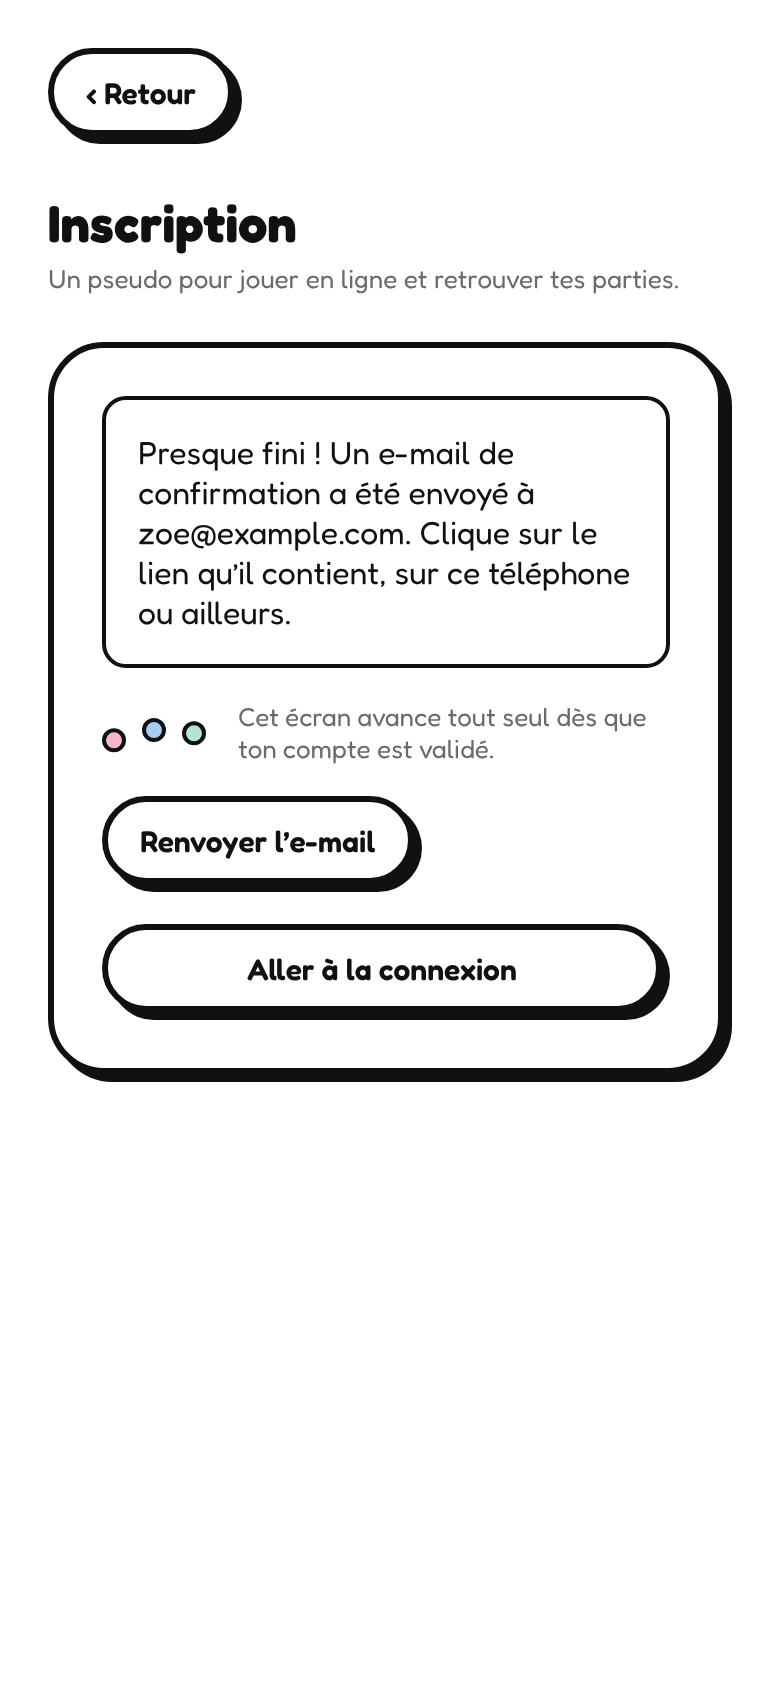 ‹ Retour
Inscription
Un pseudo pour jouer en ligne et retrouver tes parties.
Presque fini ! Un e-mail de
confirmation a été envoyé à
zoe@example.com. Clique sur le
lien qu’il contient, sur ce téléphone
ou ailleurs.
Cet écran avance tout seul dès que
ton compte est validé.
Renvoyer l’e-mail
Aller à la connexion